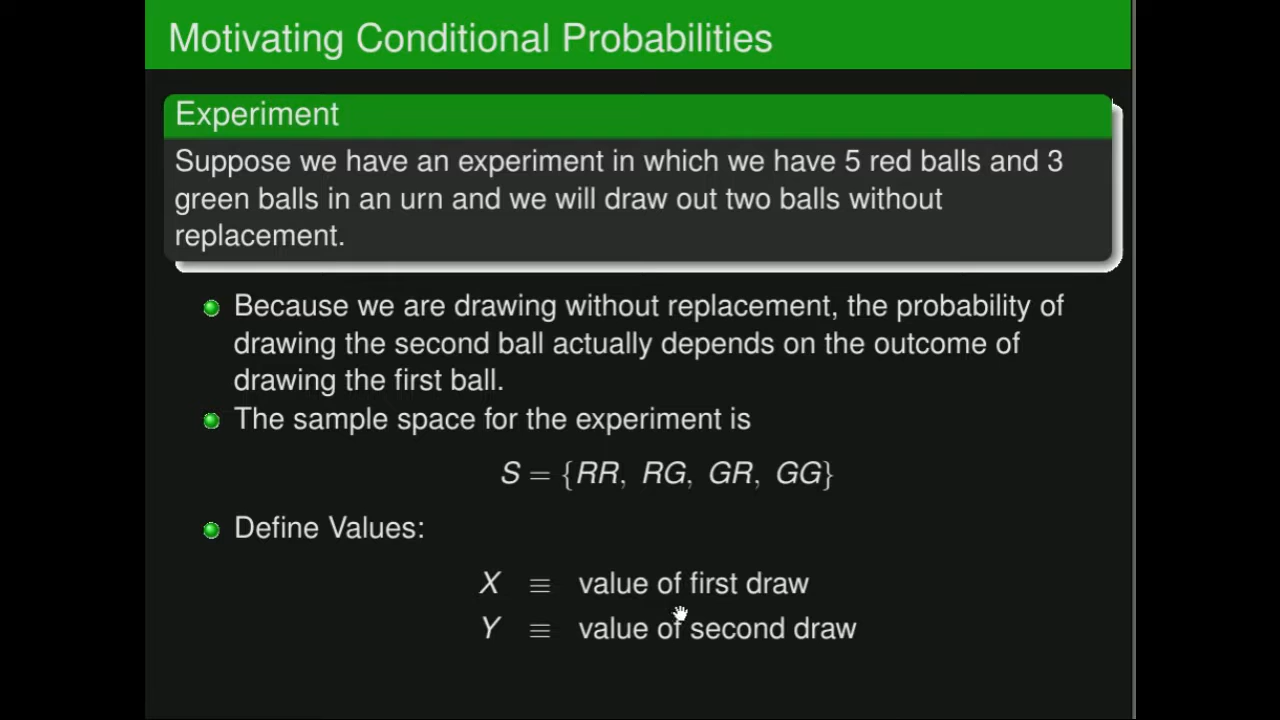 Motivating Conditional Probabilities
Experiment
Suppose we have an experiment in which we have 5 red balls and 3
green balls in an urn and we will draw out two balls without
replacement.
Because we are drawing without replacement, the probability of
drawing the second ball actually depends on the outcome of
drawing the first ball.
The sample space for the experiment is
S = {RR, RG, GR, GG}
Define Values:
X ≡ value of first draw
Y ≡ value of second draw